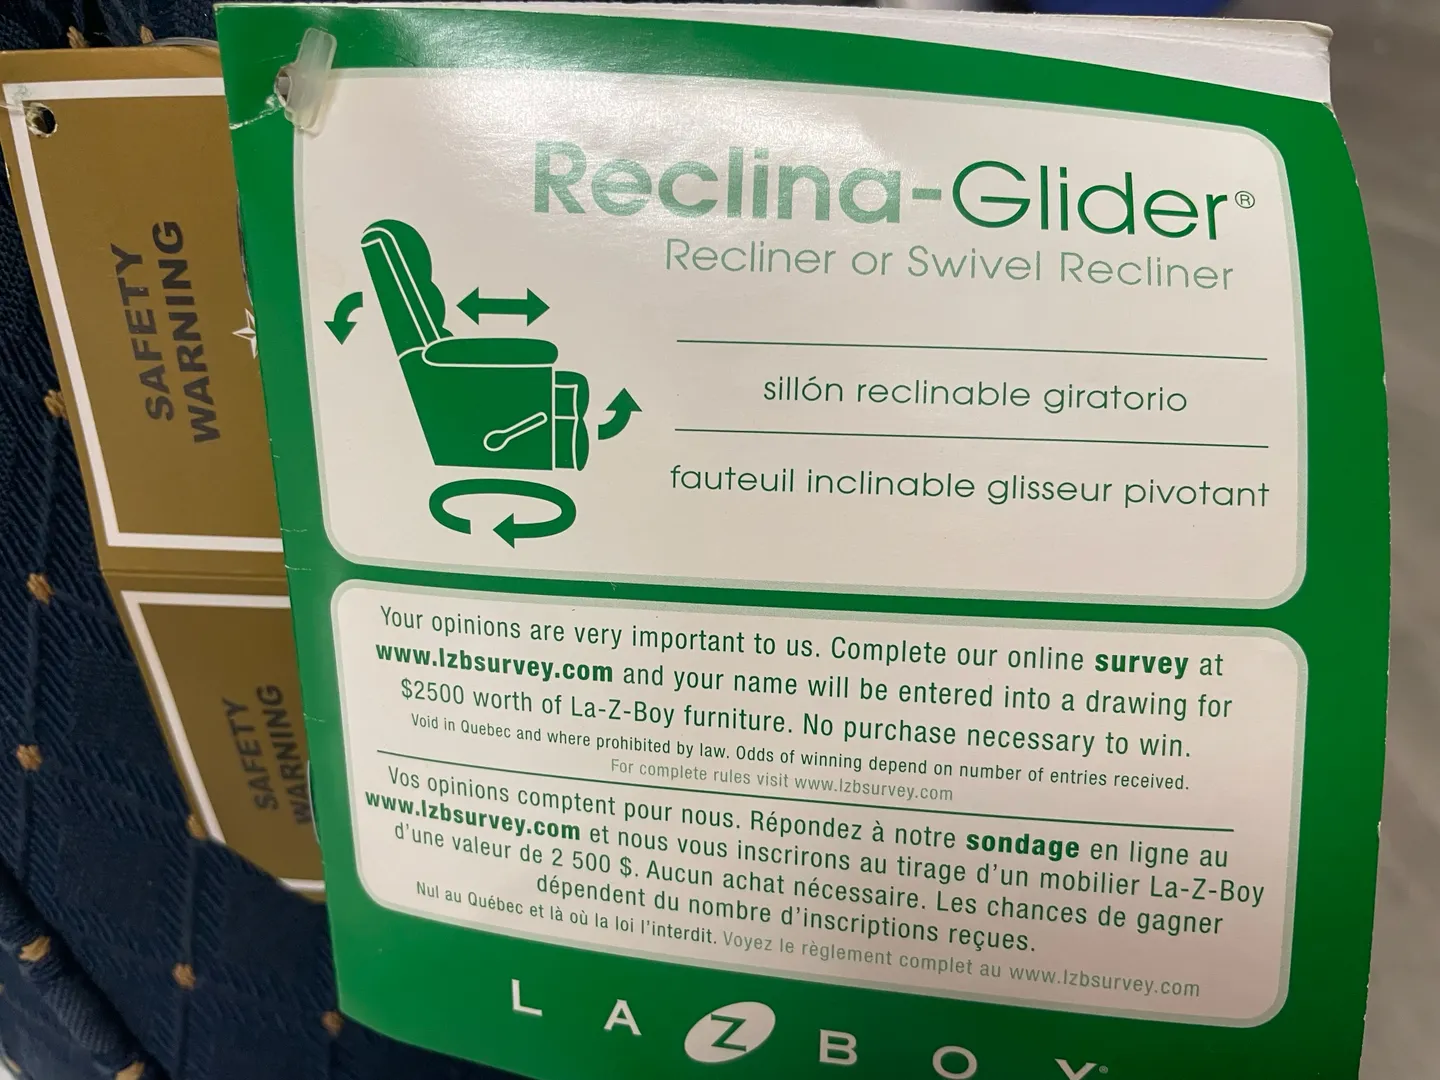 Reclina-Glider®
Recliner or Swivel Recliner
sillón reclinable giratorio
fauteuil inclinable glisseur pivotant
Your opinions are very important to us. Complete our online survey at
www.lzbsurvey.com and your name will be entered into a drawing for
$2500 worth of La-Z-Boy furniture. No purchase necessary to win.
Void in Quebec and where prohibited by law. Odds of winning depend on number of entries received.
For complete rules visit www.lzbsurvey.com
Vos opinions comptent pour nous. Répondez à notre sondage en ligne au
www.lzbsurvey.com et nous vous inscrirons au tirage d'un mobilier La-Z-Boy
d'une valeur de 2 500 $. Aucun achat nécessaire. Les chances de gagner
dépendent du nombre d'inscriptions reçues.
Nul au Québec et là où la loi l'interdit. Voyez le règlement complet au www.lzbsurvey.com
LAZBOY®
SAFETY
WARNING
SAFETY
WARNING